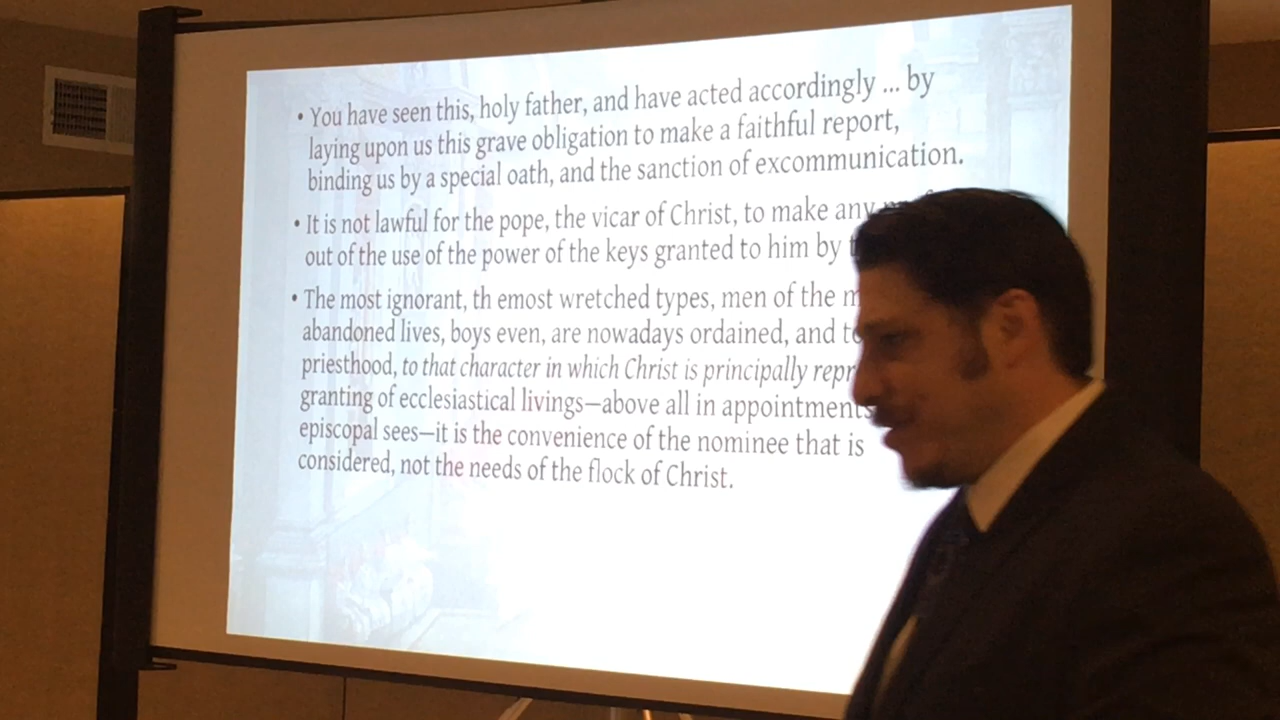 • You have seen this, holy father, and have acted accordingly ... by
laying upon us this grave obligation to make a faithful report,
binding us by a special oath, and the sanction of excommunication.
• It is not lawful for the pope, the vicar of Christ, to make any
out of the use of the power of the keys granted to him by
• The most ignorant, th emost wretched types, men of the
abandoned lives, boys even, are nowadays ordained, and
priesthood, to that character in which Christ is principally
granting of ecclesiastical livings—above all in appointments
episcopal sees—it is the convenience of the nominee that is
considered, not the needs of the flock of Christ.